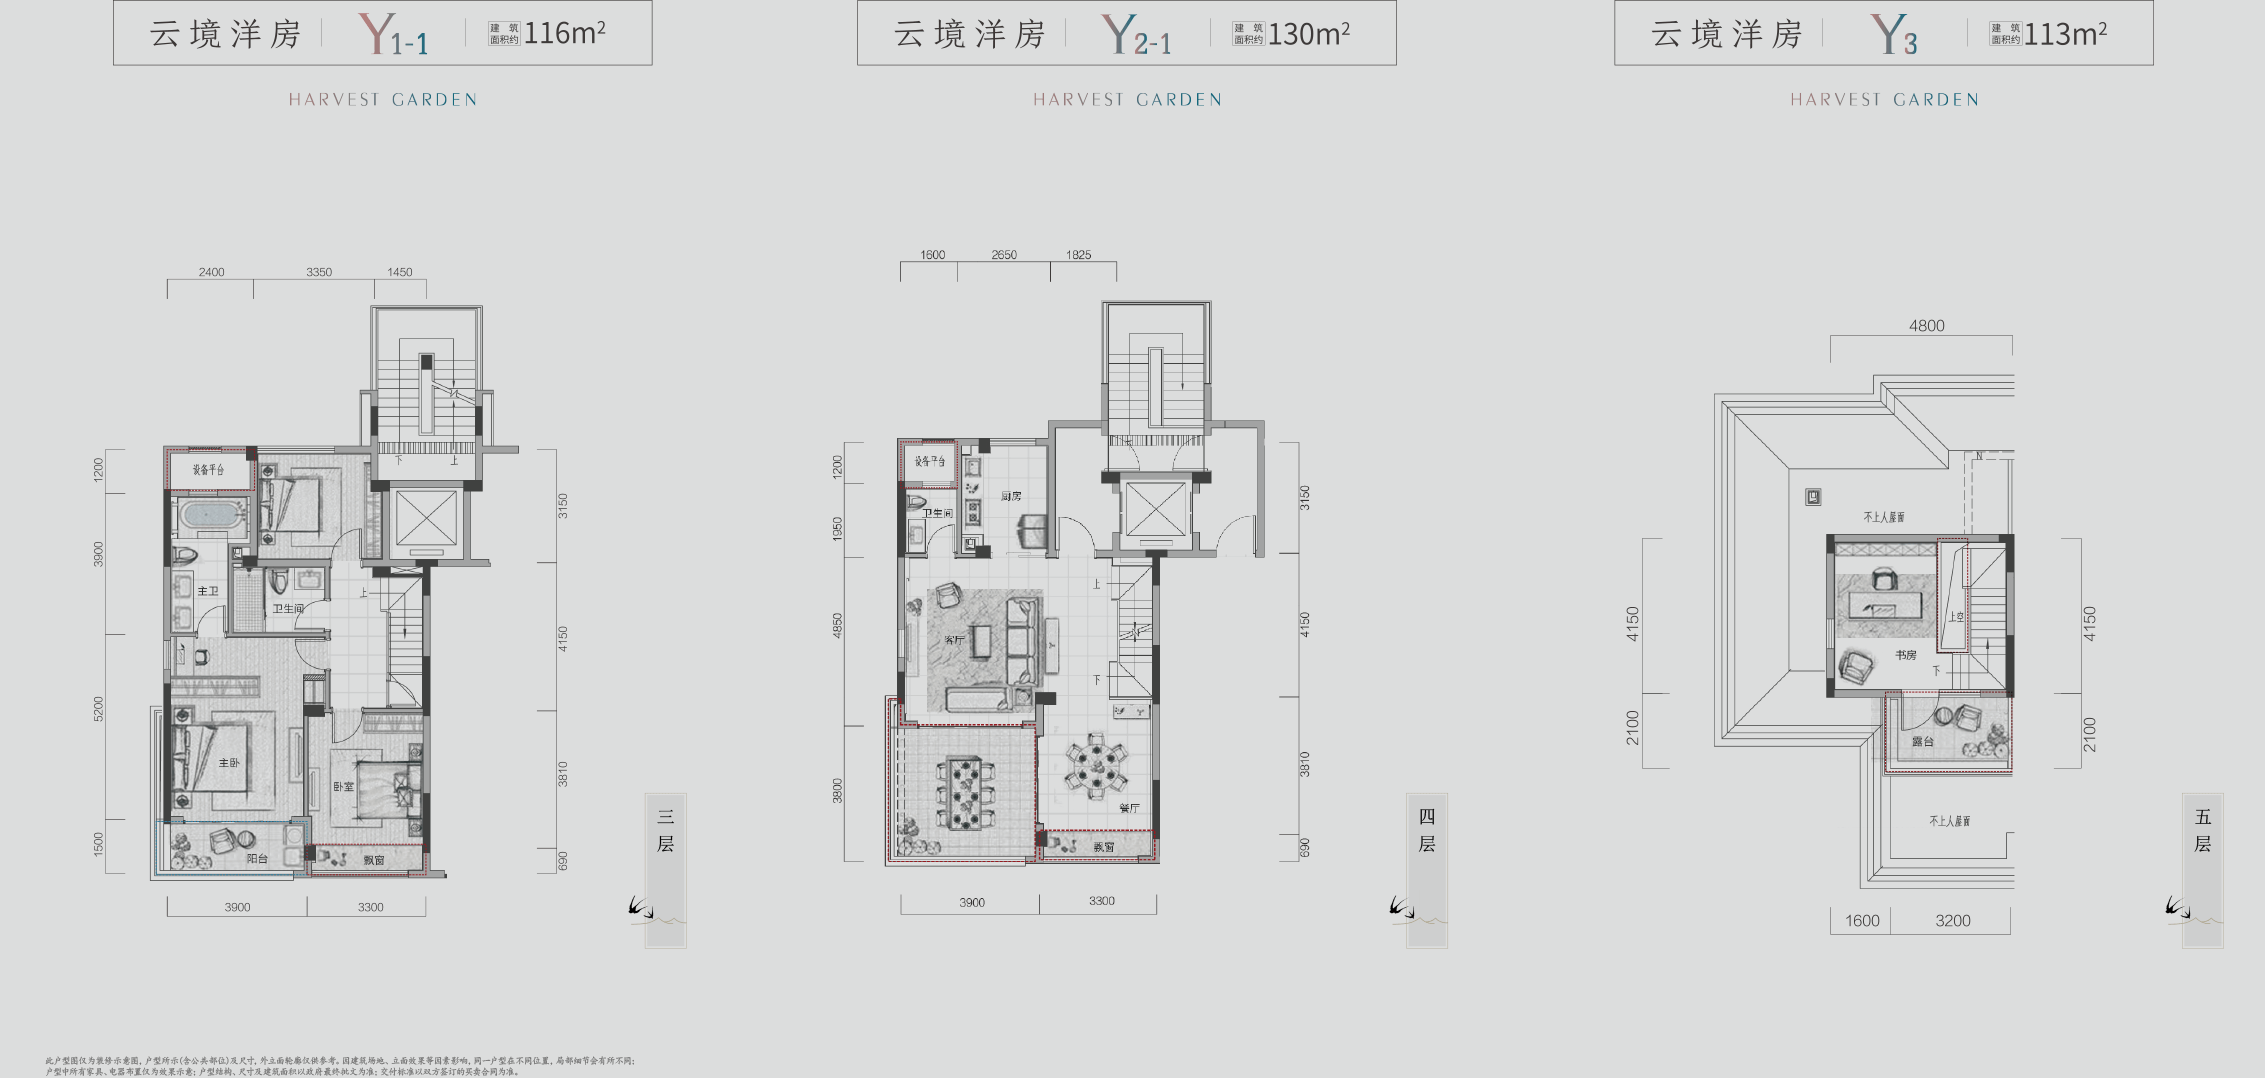 云境洋房
Y1-1
建筑
面积约
116m²
HARVEST GARDEN
2400
3350
1450
1200
3900
5200
1500
3150
4150
3810
690
3900
3300
设备平台
下
上
主卫
卫生间
上
主卧
卧室
阳台
飘窗
三层
云境洋房
Y2-1
建筑
面积约
130m²
HARVEST GARDEN
1600
2650
1825
1200
1950
4850
3800
3150
4150
3810
690
3900
3300
设备平台
厨房
卫生间
客厅
上
下
餐厅
飘窗
四层
云境洋房
Y3
建筑
面积约
113m²
HARVEST GARDEN
4800
4150
2100
4150
2100
1600
3200
N
不上人屋面
上空
书房
下
露台
不上人屋面
五层
此户型图仅为装修示意图，户型所示(含公共部位)及尺寸，外立面轮廓仅供参考。因建筑场地、立面效果等因素影响，同一户型在不同位置，局部细节会有所不同；
户型中所有家具、电器布置仅为效果示意；户型结构、尺寸及建筑面积以政府最终批文为准；交付标准以双方签订的买卖合同为准。